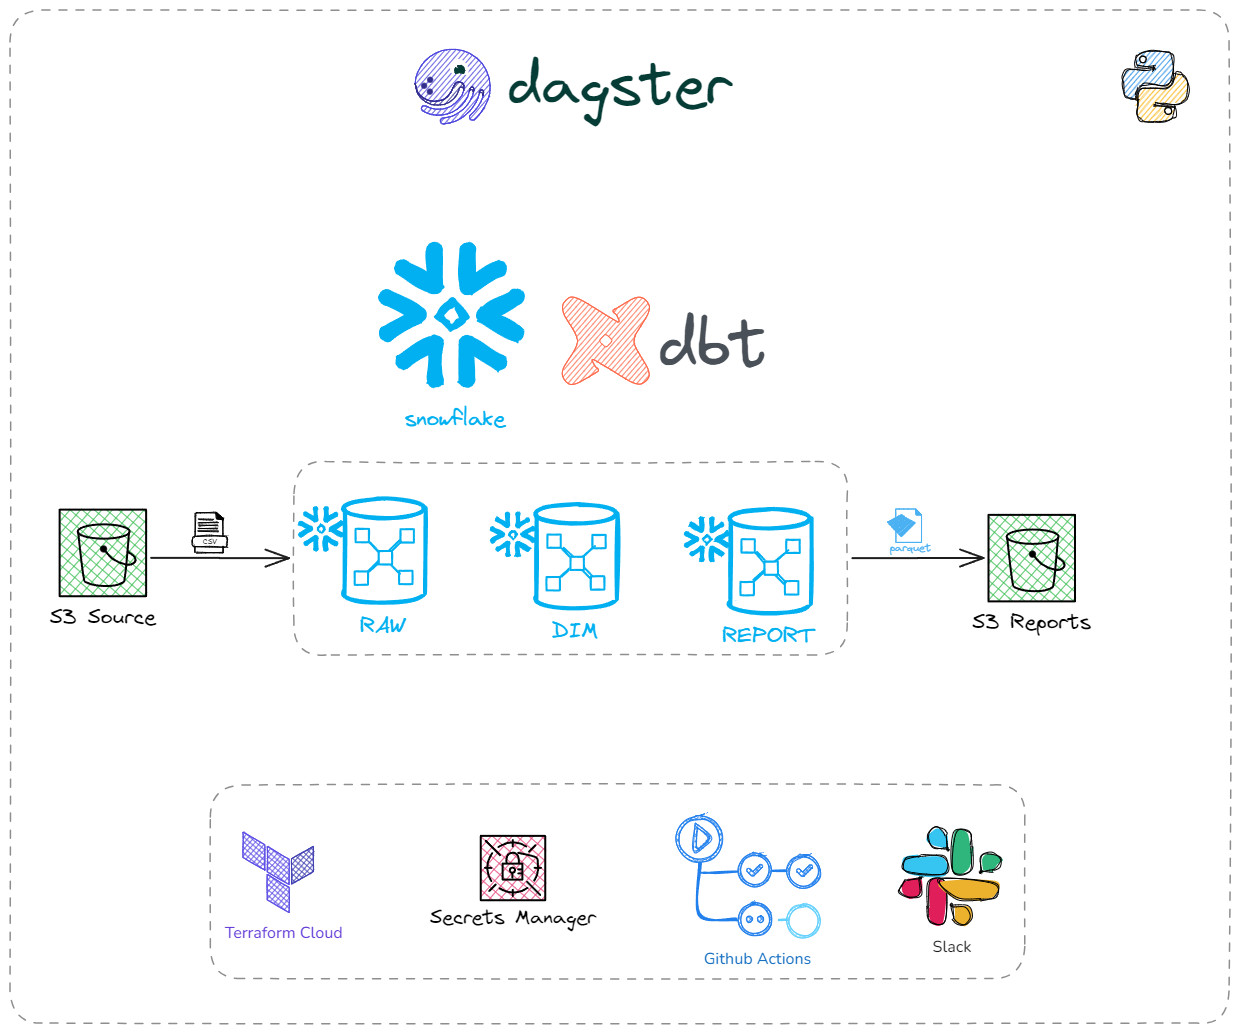 dagster
snowflake
dbt
CSV
parquet
S3 Source
RAW
DIM
REPORT
S3 Reports
Terraform Cloud
Secrets Manager
Github Actions
Slack